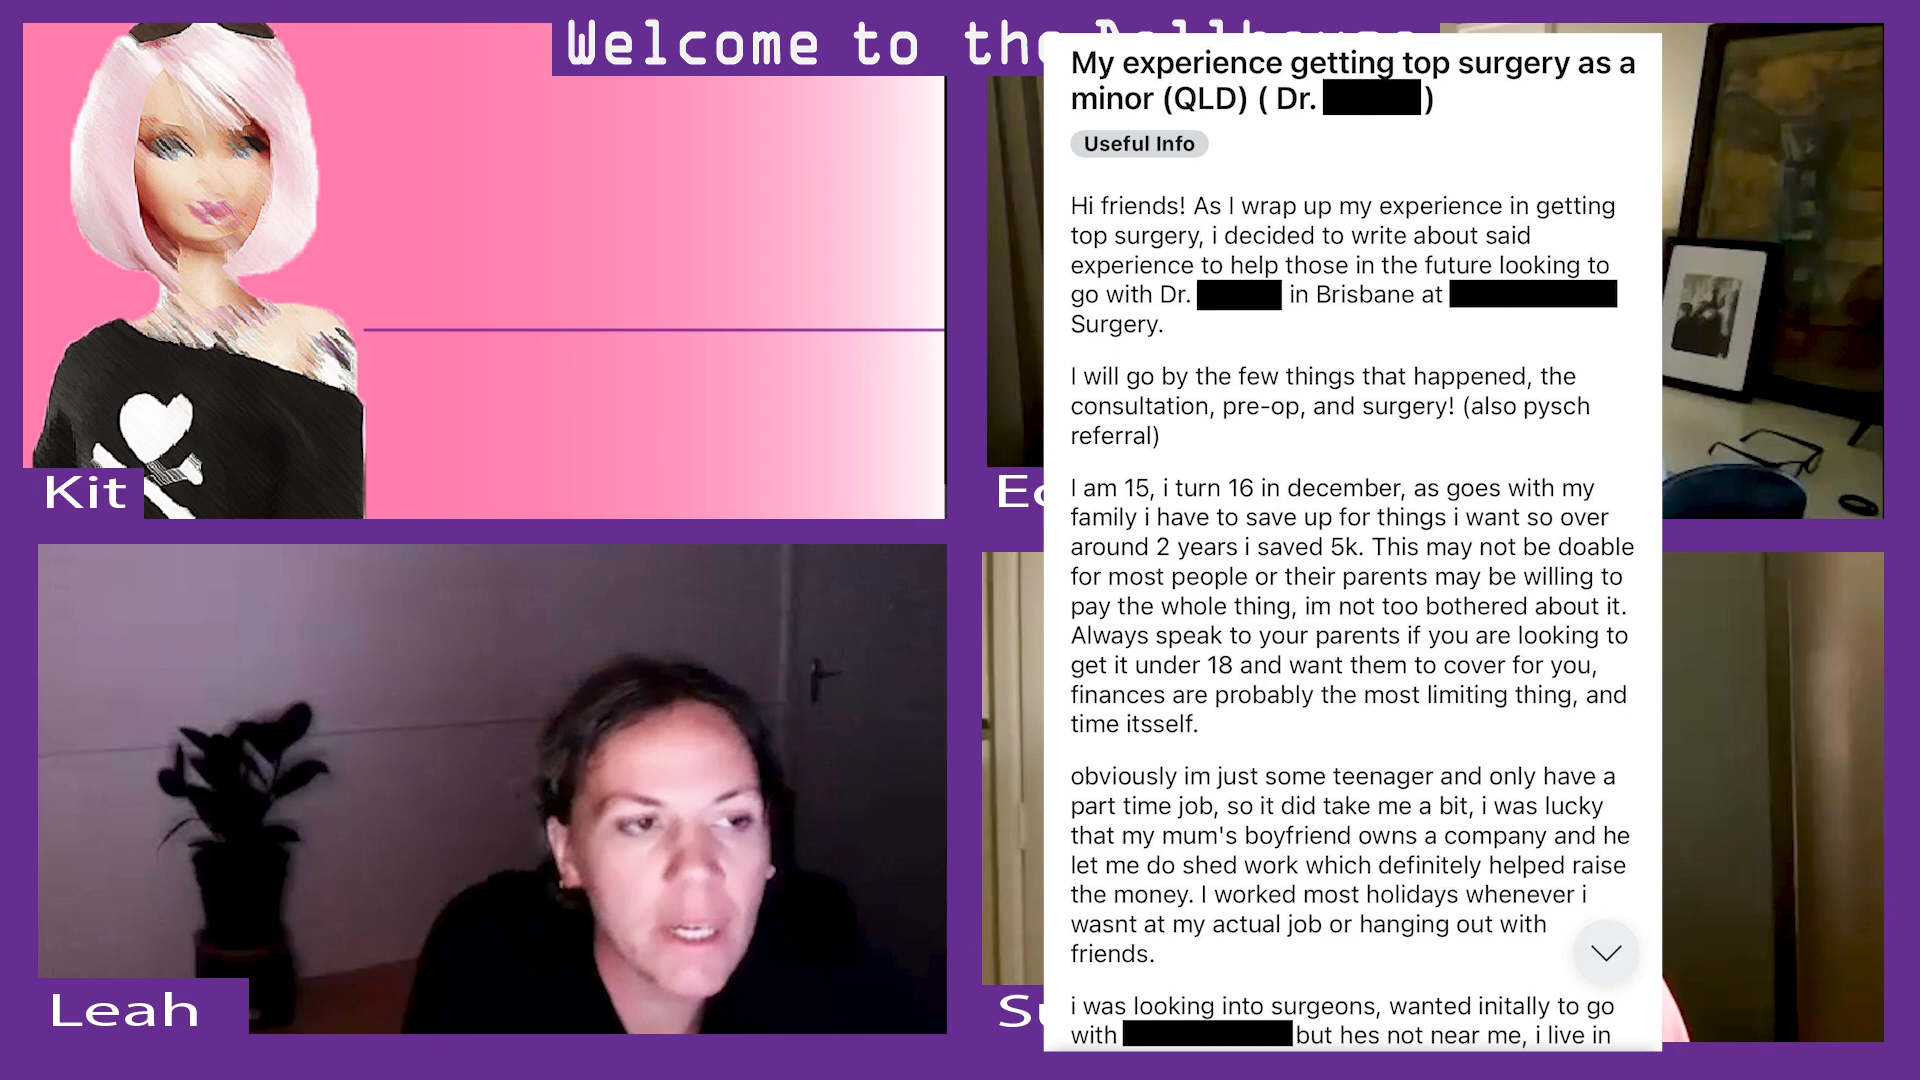 Welcome to the
My experience getting top surgery as a
minor (QLD) ( Dr. )
Useful Info
Hi friends! As I wrap up my experience in getting
top surgery, i decided to write about said
experience to help those in the future looking to
go with Dr. in Brisbane at
Surgery.
I will go by the few things that happened, the
consultation, pre-op, and surgery! (also pysch
referral)
I am 15, i turn 16 in december, as goes with my
family i have to save up for things i want so over
around 2 years i saved 5k. This may not be doable
for most people or their parents may be willing to
pay the whole thing, im not too bothered about it.
Always speak to your parents if you are looking to
get it under 18 and want them to cover for you,
finances are probably the most limiting thing, and
time itsself.
obviously im just some teenager and only have a
part time job, so it did take me a bit, i was lucky
that my mum's boyfriend owns a company and he
let me do shed work which definitely helped raise
the money. I worked most holidays whenever i
wasnt at my actual job or hanging out with
friends.
i was looking into surgeons, wanted initally to go
with but hes not near me, i live in
Kit
Leah